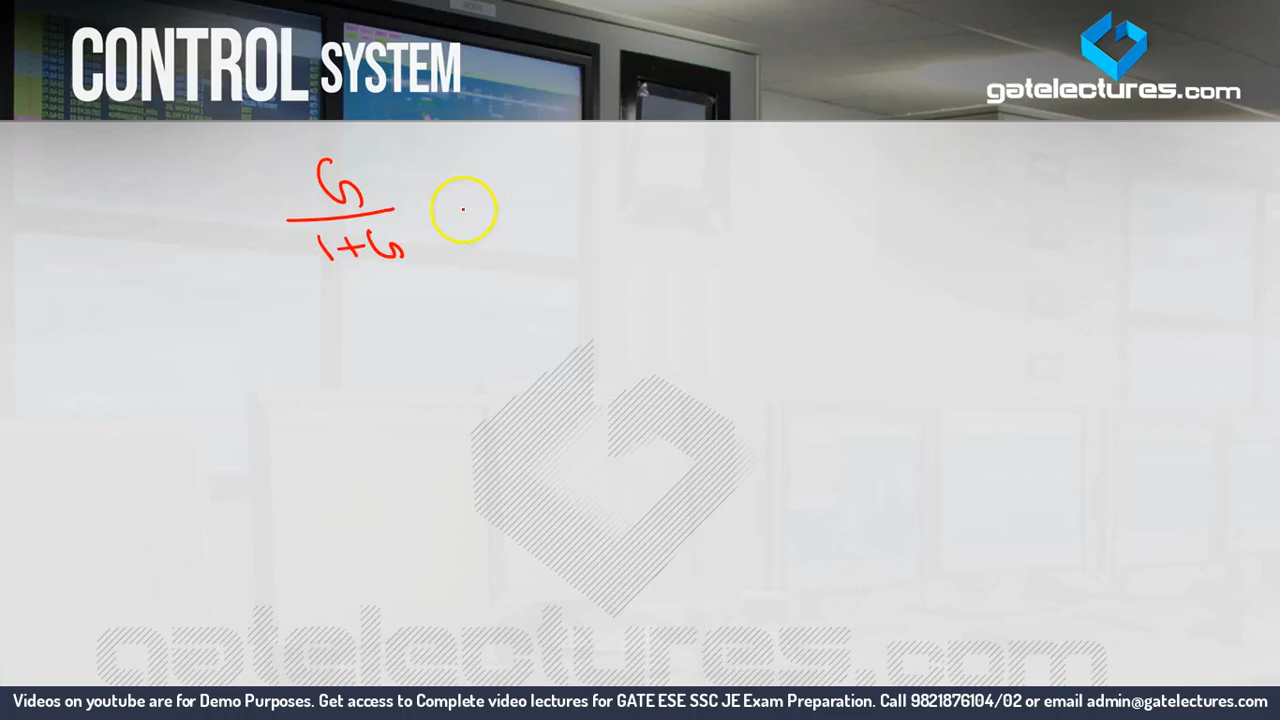 CONTROL SYSTEM
gatelectures.com
G
1+G
gatelectures.com
Videos on youtube are for Demo Purposes. Get access to Complete video lectures for GATE ESE SSC JE Exam Preparation. Call 9821876104/02 or email admin@gatelectures.com